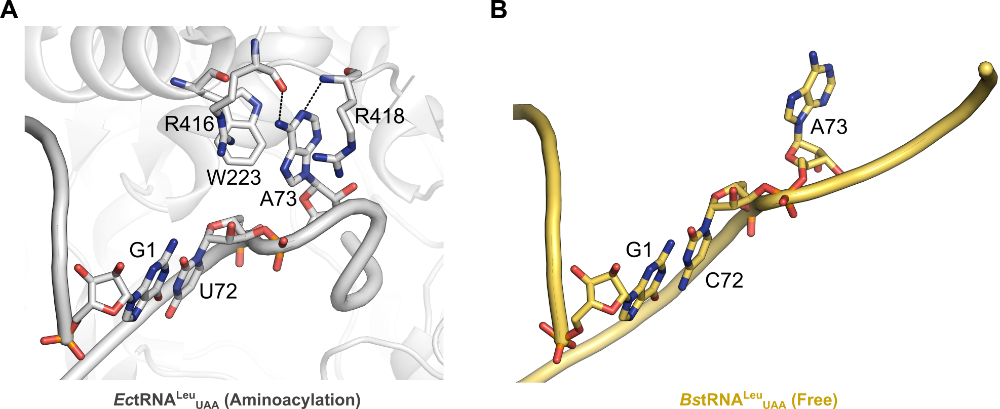 A
B
R416
R418
W223
A73
G1
U72
EctRNALeuUAA (Aminoacylation)
A73
G1
C72
BstRNALeuUAA (Free)